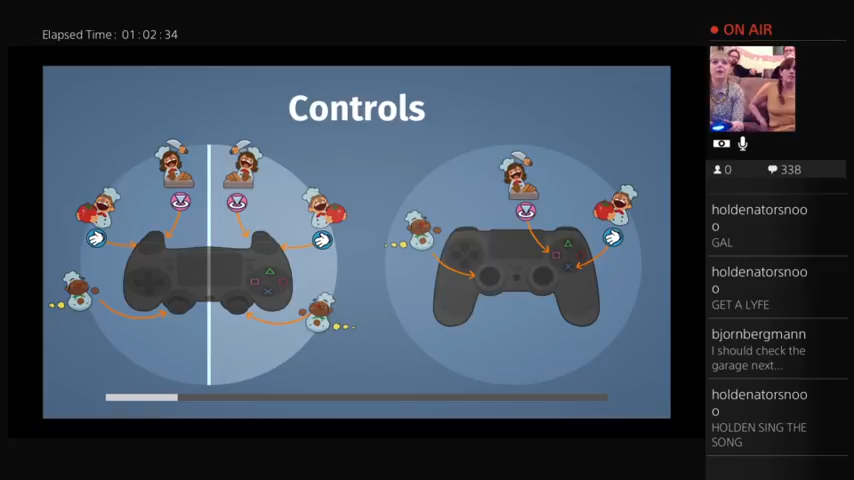 Elapsed Time: 01:02:34
ON AIR
Controls
0
338
holdenatorsnoo
o
GAL
holdenatorsnoo
o
GET A LYFE
bjornbergmann
I should check the
garage next...
holdenatorsnoo
o
HOLDEN SING THE
SONG